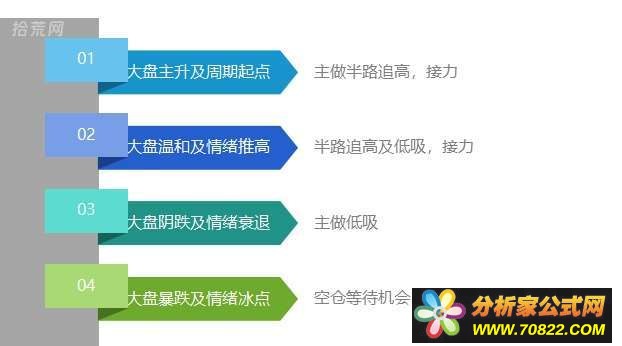 拾荒网
01
大盘主升及周期起点
主做半路追高，接力
02
大盘温和及情绪推高
半路追高及低吸，接力
03
大盘阴跌及情绪衰退
主做低吸
04
大盘暴跌及情绪冰点
空仓等待机会
分析家公式网
www.70822.com